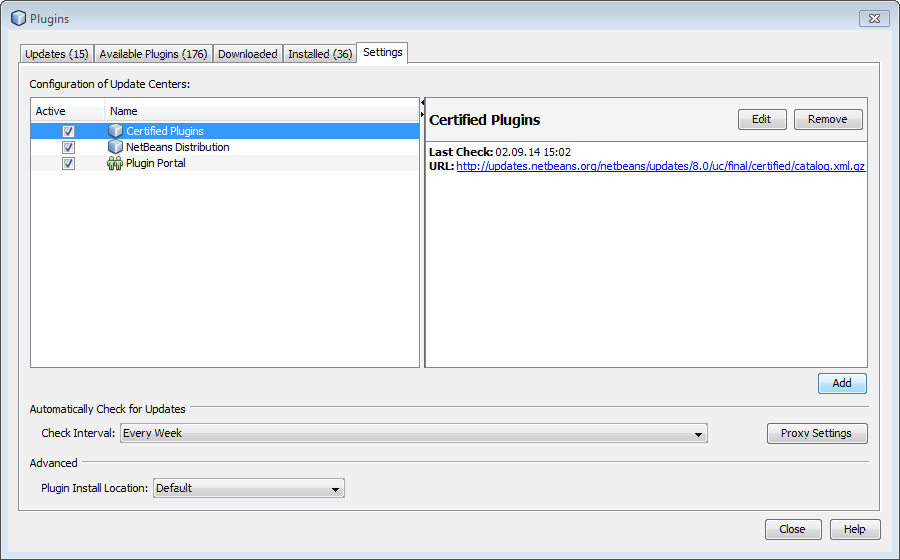 Plugins
Updates (15) Available Plugins (176) Downloaded Installed (36) Settings
Configuration of Update Centers:
Active Name
Certified Plugins
NetBeans Distribution
Plugin Portal
Certified Plugins Edit Remove
Last Check: 02.09.14 15:02
URL: http://updates.netbeans.org/netbeans/updates/8.0/uc/final/certified/catalog.xml.gz
Add
Automatically Check for Updates
Check Interval: Every Week Proxy Settings
Advanced
Plugin Install Location: Default
Close Help